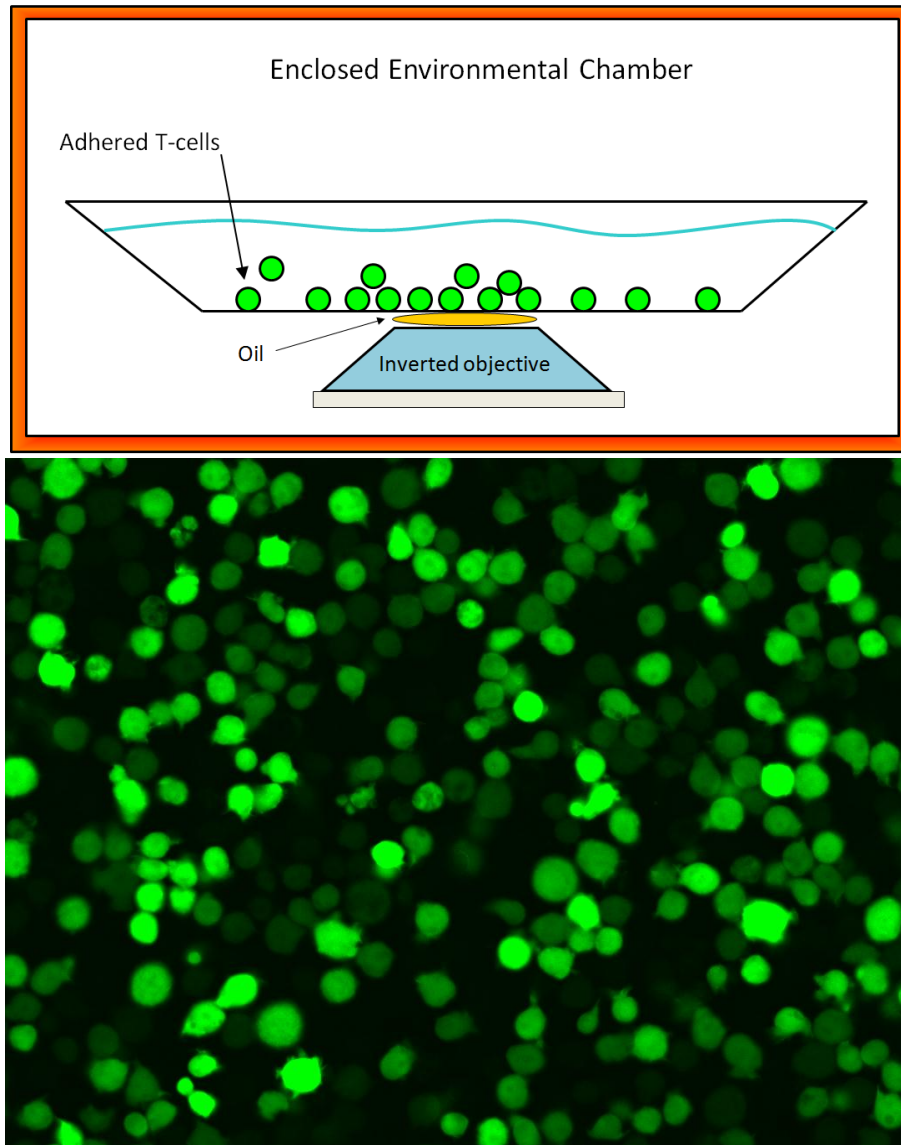 Enclosed Environmental Chamber
Adhered T-cells
Oil
Inverted objective